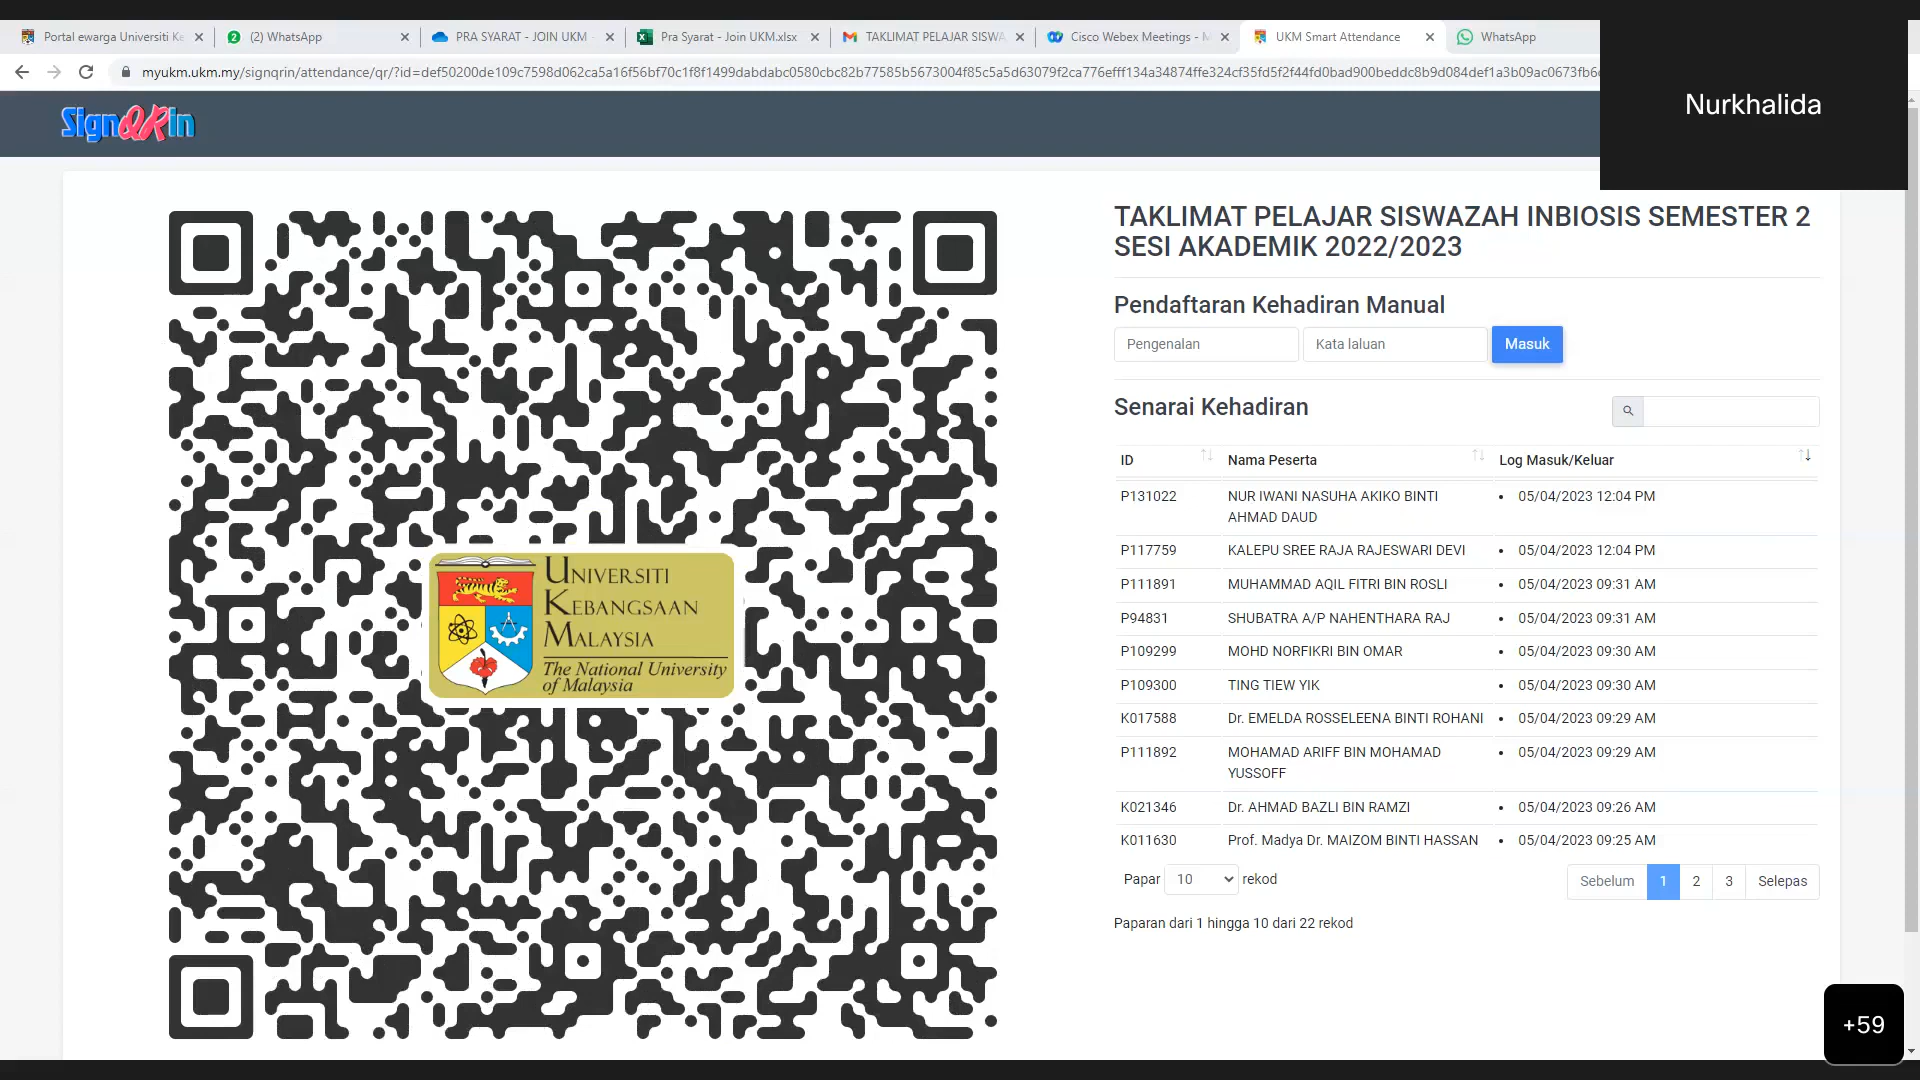 Portal ewarga Universiti Ke
(2) WhatsApp
PRA SYARAT - JOIN UKM -
Pra Syarat - Join UKM.xlsx
TAKLIMAT PELAJAR SISWA
Cisco Webex Meetings - M
UKM Smart Attendance
WhatsApp
myukm.ukm.my/signqrin/attendance/qr/?id=def50200de109c7598d062ca5a16f56bf70c1f8f1499dabdabc0580cbc82b77585b5673004f85c5a5d63079f2ca776efff134a34874ffe324cf35fd5f2f44fd0bad900beddc8b9d084def1a3b09ac0673fb6
Nurkhalida
SignQRin
TAKLIMAT PELAJAR SISWAZAH INBIOSIS SEMESTER 2
SESI AKADEMIK 2022/2023
Pendaftaran Kehadiran Manual
Pengenalan Kata laluan Masuk
Senarai Kehadiran
ID Nama Peserta Log Masuk/Keluar
P131022 NUR IWANI NASUHA AKIKO BINTI • 05/04/2023 12:04 PM
AHMAD DAUD
P117759 KALEPU SREE RAJA RAJESWARI DEVI • 05/04/2023 12:04 PM
P111891 MUHAMMAD AQIL FITRI BIN ROSLI • 05/04/2023 09:31 AM
P94831 SHUBATRA A/P NAHENTHARA RAJ • 05/04/2023 09:31 AM
P109299 MOHD NORFIKRI BIN OMAR • 05/04/2023 09:30 AM
P109300 TING TIEW YIK • 05/04/2023 09:30 AM
K017588 Dr. EMELDA ROSSELEENA BINTI ROHANI • 05/04/2023 09:29 AM
P111892 MOHAMAD ARIFF BIN MOHAMAD • 05/04/2023 09:29 AM
YUSSOFF
K021346 Dr. AHMAD BAZLI BIN RAMZI • 05/04/2023 09:26 AM
K011630 Prof. Madya Dr. MAIZOM BINTI HASSAN • 05/04/2023 09:25 AM
Papar 10 rekod
Sebelum 1 2 3 Selepas
Paparan dari 1 hingga 10 dari 22 rekod
UNIVERSITI
KEBANGSAAN
MALAYSIA
The National University
of Malaysia
+59